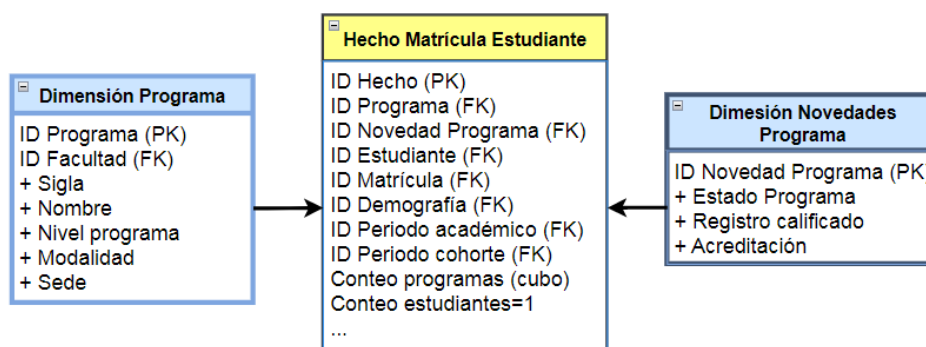 Dimensión Programa
ID Programa (PK)
ID Facultad (FK)
+ Sigla
+ Nombre
+ Nivel programa
+ Modalidad
+ Sede
Hecho Matrícula Estudiante
ID Hecho (PK)
ID Programa (FK)
ID Novedad Programa (FK)
ID Estudiante (FK)
ID Matrícula (FK)
ID Demografía (FK)
ID Periodo académico (FK)
ID Periodo cohorte (FK)
Conteo programas (cubo)
Conteo estudiantes=1
...
Dimesión Novedades
Programa
ID Novedad Programa (PK)
+ Estado Programa
+ Registro calificado
+ Acreditación